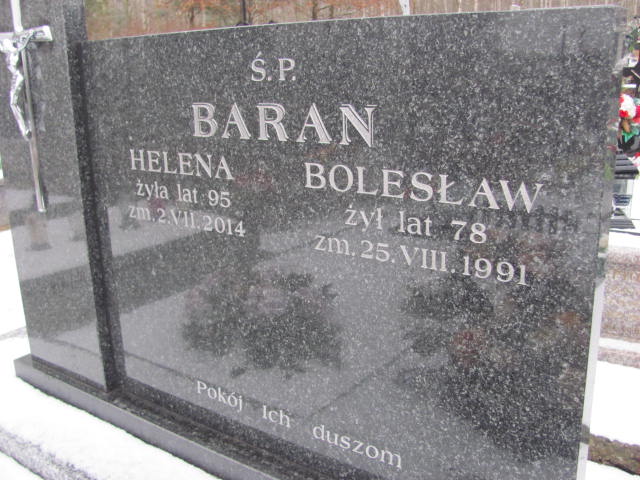 Ś.P.
BARAN
HELENA
żyła lat 95
zm. 2.VII.2014
BOLESŁAW
żył lat 78
zm. 25.VIII.1991
Pokój Ich duszom